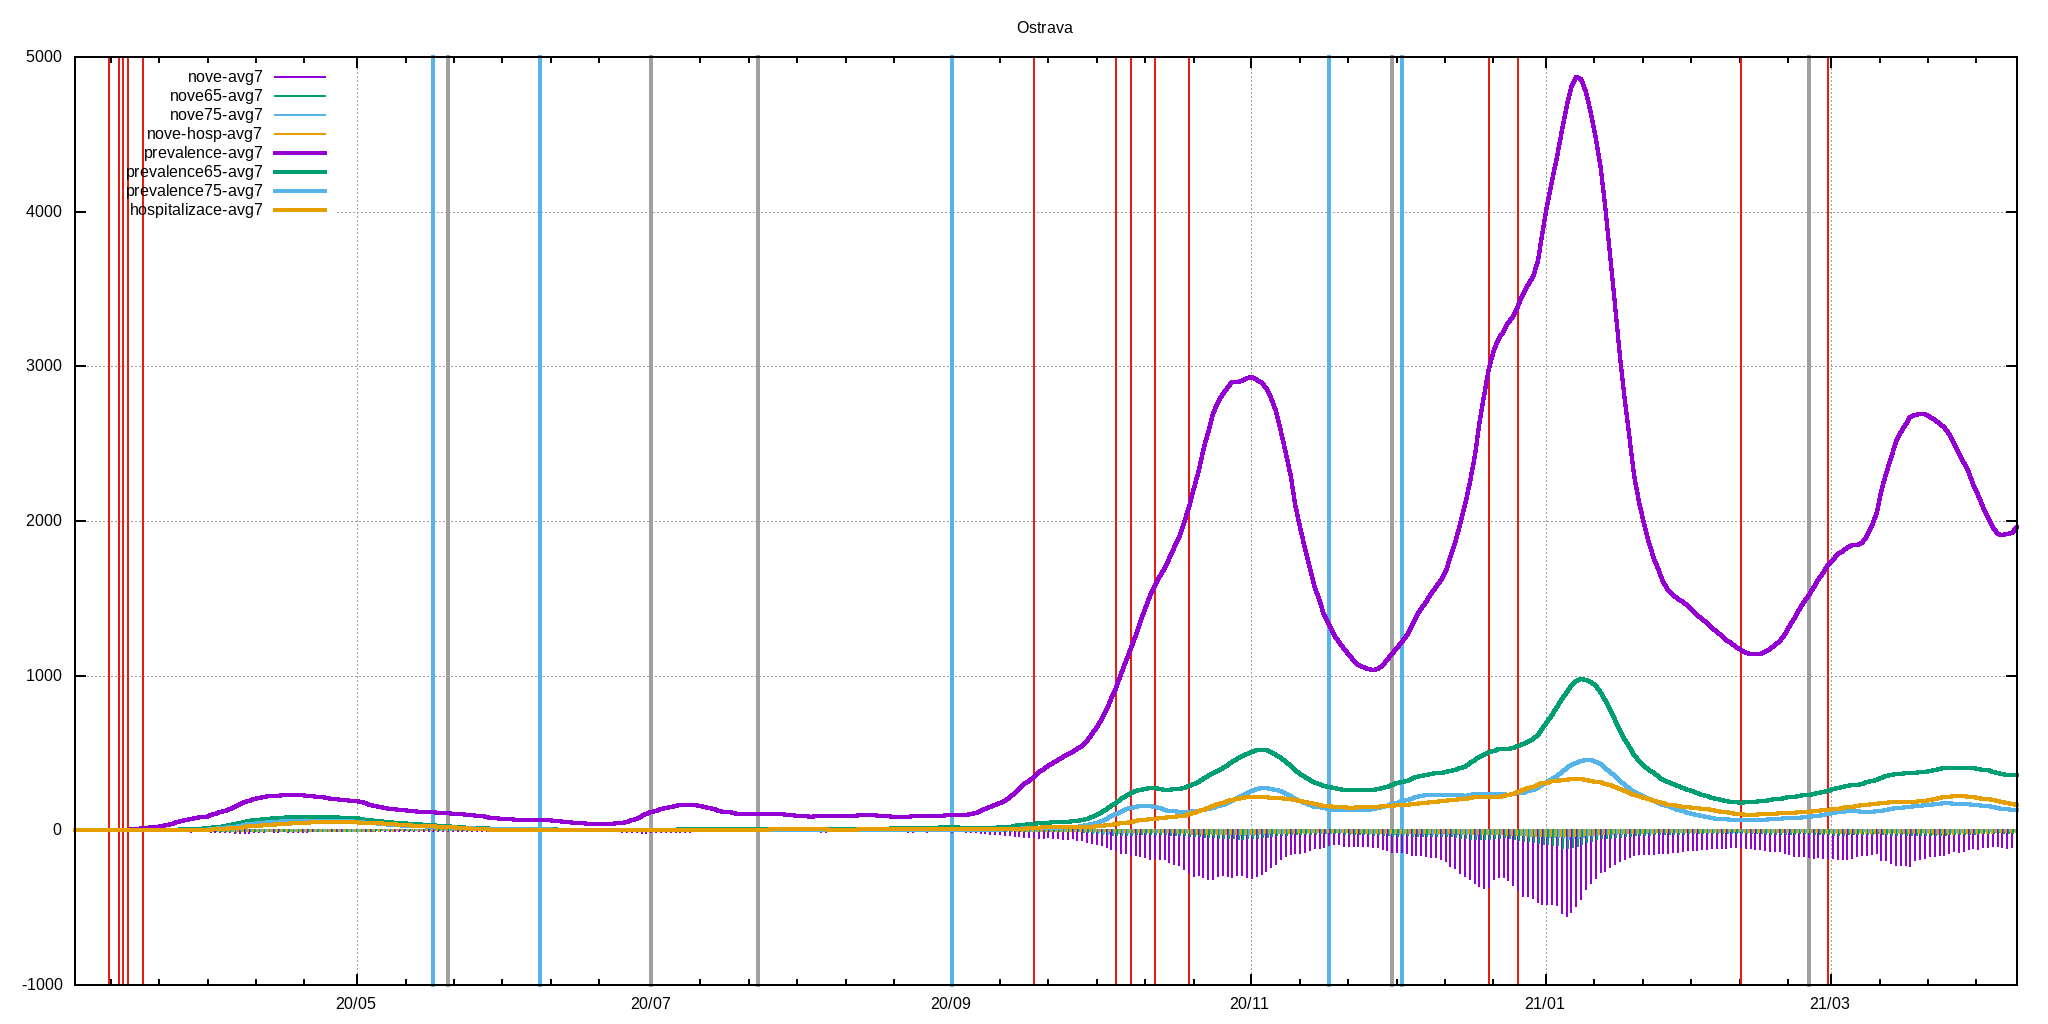 Ostrava
5000
4000
3000
2000
1000
0
-1000
nove-avg7
nove65-avg7
nove75-avg7
nove-hosp-avg7
prevalence-avg7
prevalence65-avg7
prevalence75-avg7
hospitalizace-avg7
20/05
20/07
20/09
20/11
21/01
21/03